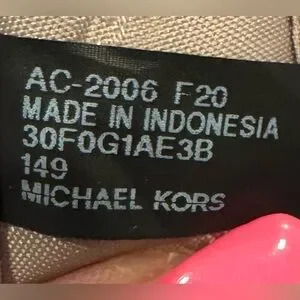 AC-2006 F20
MADE IN INDONESIA
30F0G1AE3B
149
MICHAEL KORS